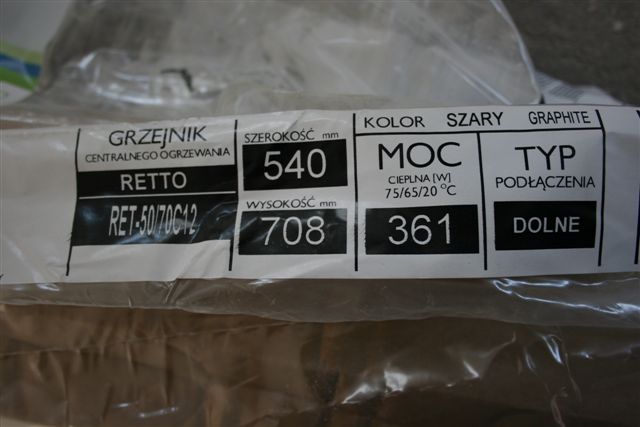 GRZEJNIK
CENTRALNEGO OGRZEWANIA
RETTO
RET-50/70C12
SZEROKOŚĆ mm
540
WYSOKOŚĆ mm
708
KOLOR SZARY GRAPHITE
MOC
CIEPLNA [W]
75/65/20 °C
361
TYP
PODŁĄCZENIA
DOLNE